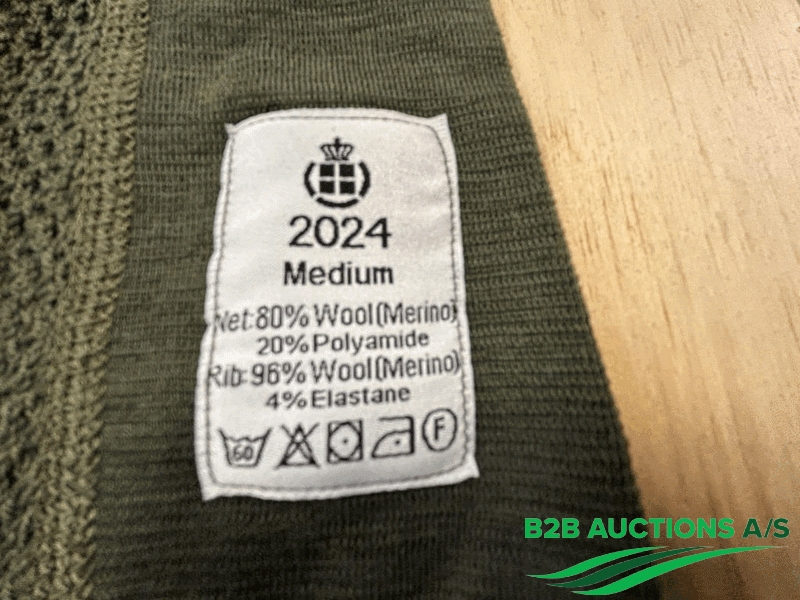 2024
Medium
Net:80% Wool(Merino)
20% Polyamide
Rib:96% Wool(Merino)
4% Elastane
60 F
B2B AUCTIONS A/S